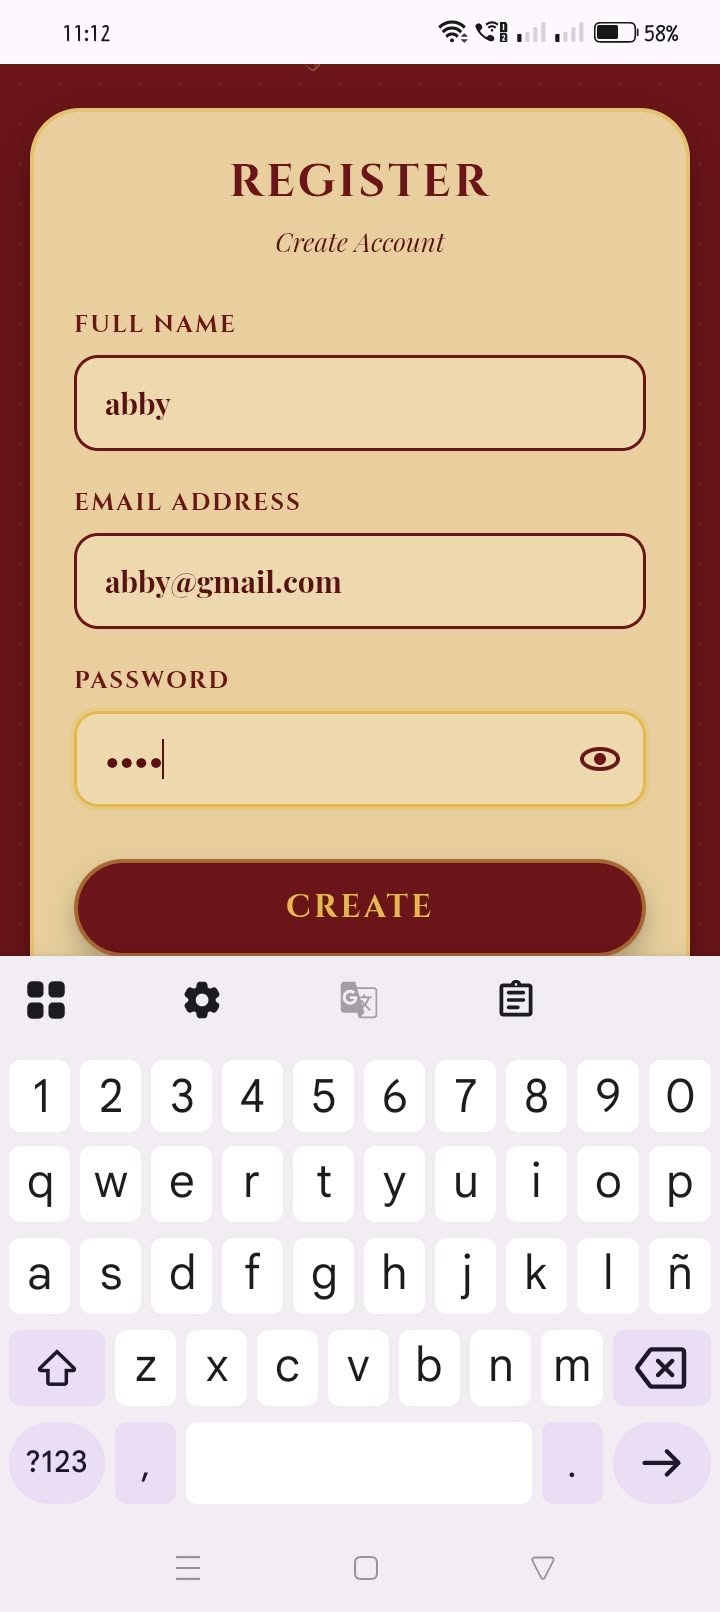 11:12
58%
REGISTER
Create Account
FULL NAME
abby
EMAIL ADDRESS
abby@gmail.com
PASSWORD
••••
CREATE
1 2 3 4 5 6 7 8 9 0
q w e r t y u i o p
a s d f g h j k l ñ
z x c v b n m
?123 , .